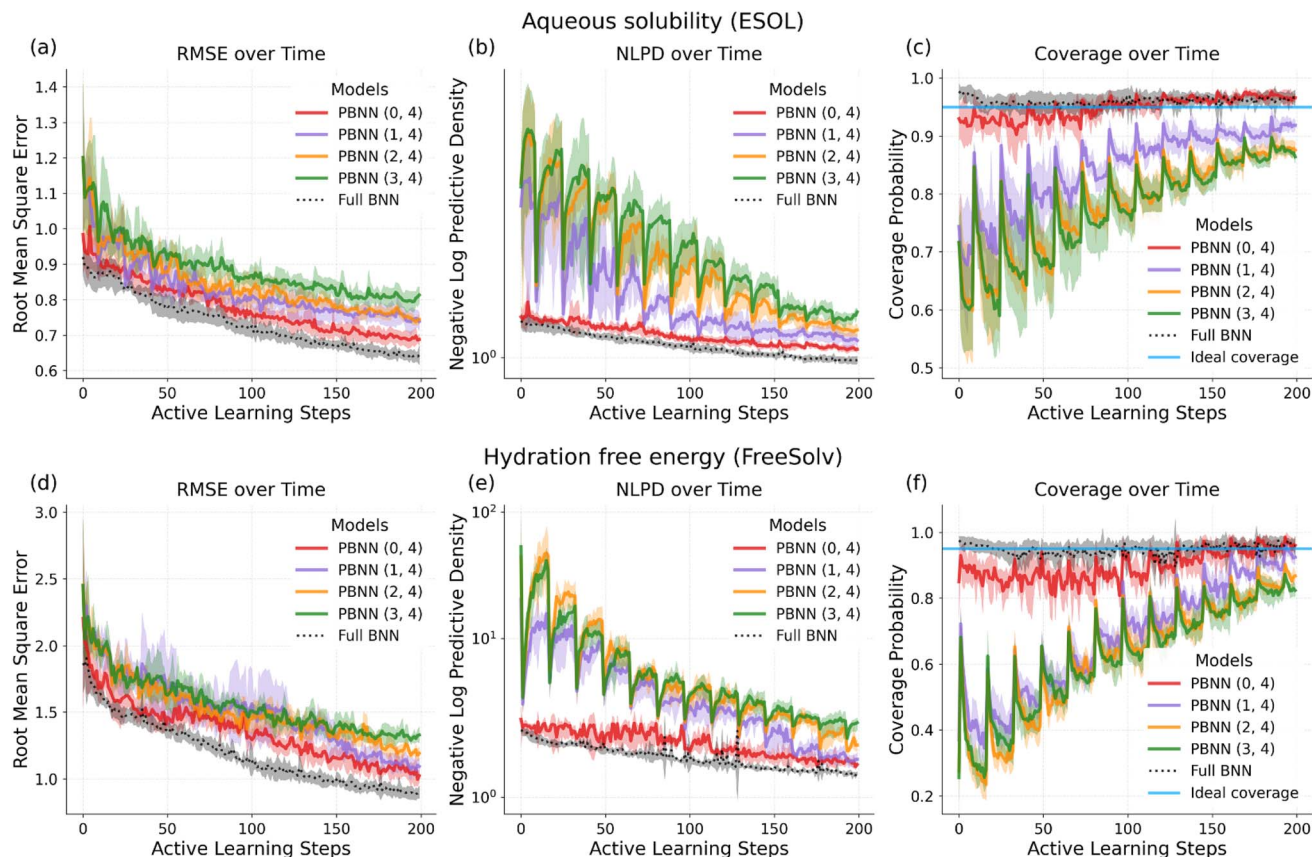 Aqueous solubility (ESOL)
(a)
RMSE over Time
Root Mean Square Error
1.4
1.3
1.2
1.1
1.0
0.9
0.8
0.7
0.6
Models
PBNN (0, 4)
PBNN (1, 4)
PBNN (2, 4)
PBNN (3, 4)
Full BNN
0 50 100 150 200
Active Learning Steps
(b)
NLPD over Time
Negative Log Predictive Density
10⁰
Models
PBNN (0, 4)
PBNN (1, 4)
PBNN (2, 4)
PBNN (3, 4)
Full BNN
0 50 100 150 200
Active Learning Steps
(c)
Coverage over Time
Coverage Probability
1.0
0.9
0.8
0.7
0.6
0.5
Models
PBNN (0, 4)
PBNN (1, 4)
PBNN (2, 4)
PBNN (3, 4)
Full BNN
Ideal coverage
0 50 100 150 200
Active Learning Steps
Hydration free energy (FreeSolv)
(d)
RMSE over Time
Root Mean Square Error
3.0
2.5
2.0
1.5
1.0
Models
PBNN (0, 4)
PBNN (1, 4)
PBNN (2, 4)
PBNN (3, 4)
Full BNN
0 50 100 150 200
Active Learning Steps
(e)
NLPD over Time
Negative Log Predictive Density
10²
10¹
10⁰
Models
PBNN (0, 4)
PBNN (1, 4)
PBNN (2, 4)
PBNN (3, 4)
Full BNN
0 50 100 150 200
Active Learning Steps
(f)
Coverage over Time
Coverage Probability
1.0
0.8
0.6
0.4
0.2
Models
PBNN (0, 4)
PBNN (1, 4)
PBNN (2, 4)
PBNN (3, 4)
Full BNN
Ideal coverage
0 50 100 150 200
Active Learning Steps